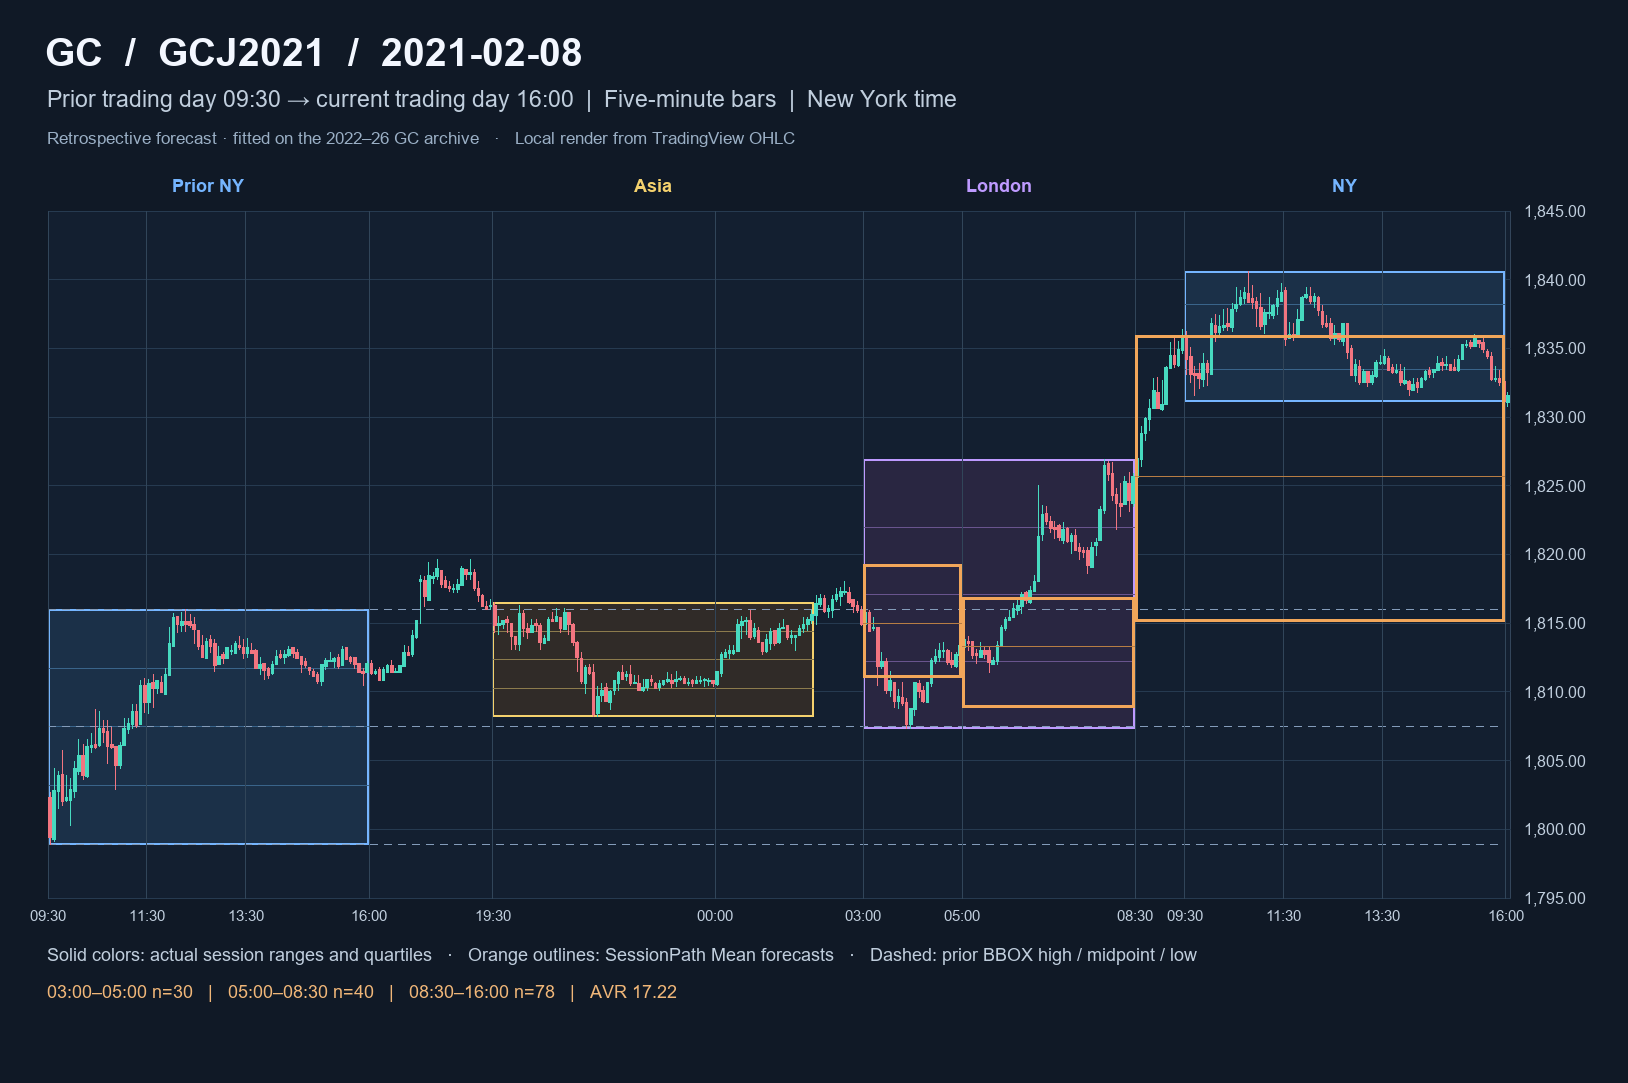 GC / GCJ2021 / 2021-02-08
Prior trading day 09:30 → current trading day 16:00 | Five-minute bars | New York time
Retrospective forecast · fitted on the 2022–26 GC archive · Local render from TradingView OHLC
Prior NY Asia London NY
1,845.00
1,840.00
1,835.00
1,830.00
1,825.00
1,820.00
1,815.00
1,810.00
1,805.00
1,800.00
1,795.00
09:30 11:30 13:30 16:00 19:30 00:00 03:00 05:00 08:30 09:30 11:30 13:30 16:00
Solid colors: actual session ranges and quartiles · Orange outlines: SessionPath Mean forecasts · Dashed: prior BBOX high / midpoint / low
03:00–05:00 n=30 | 05:00–08:30 n=40 | 08:30–16:00 n=78 | AVR 17.22